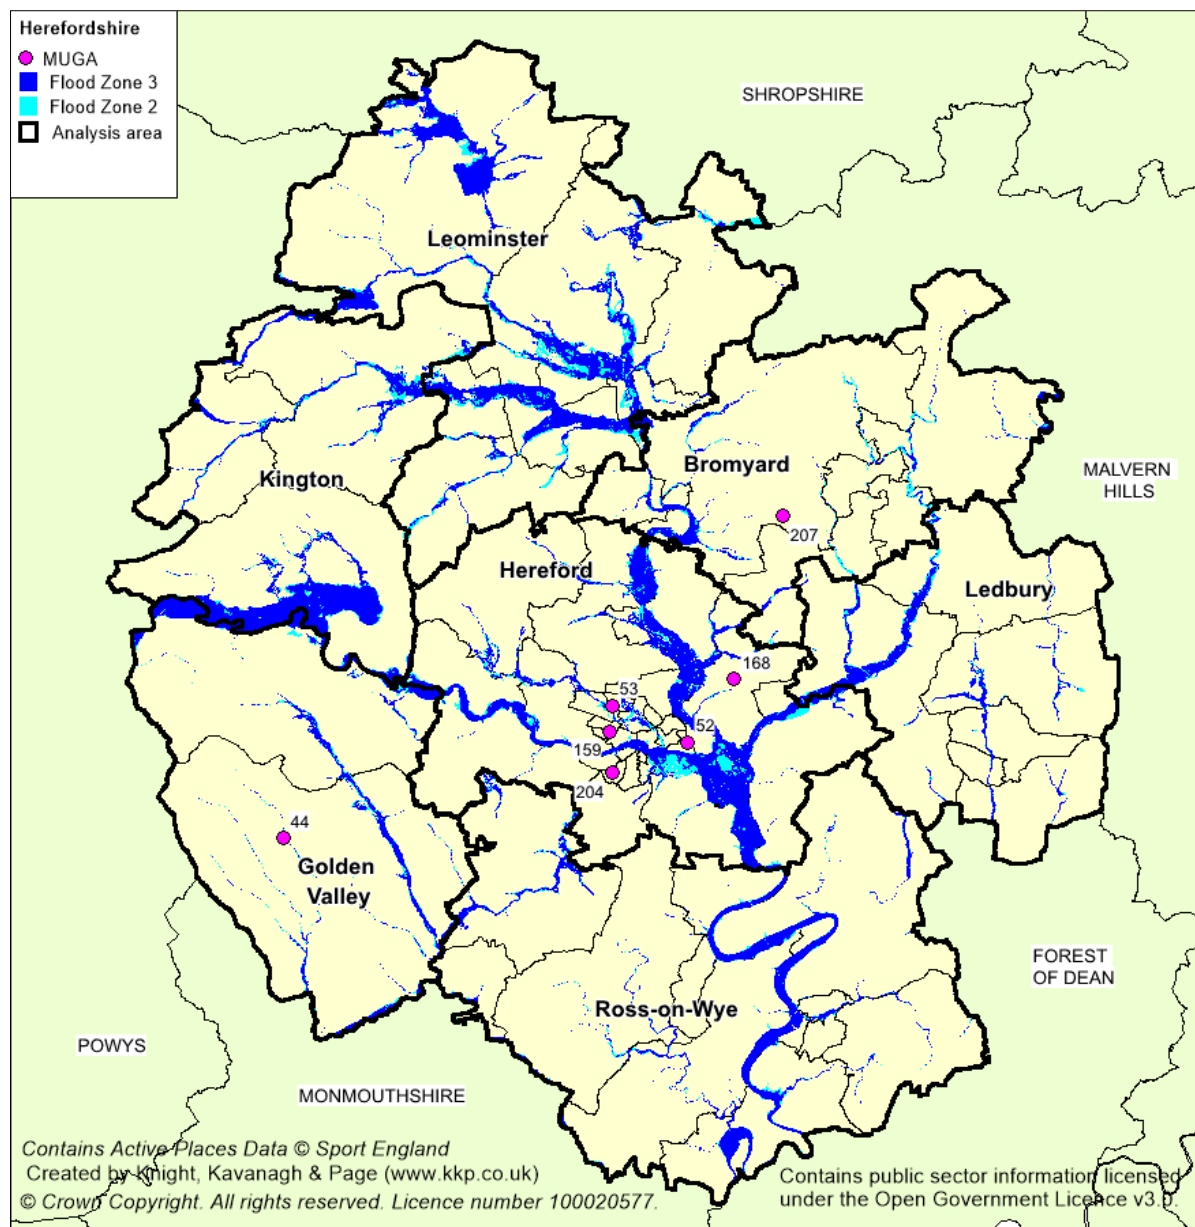 Herefordshire
MUGA
Flood Zone 3
Flood Zone 2
Analysis area
SHROPSHIRE
Leominster
Bromyard
MALVERN
HILLS
Kington
207
Hereford
Ledbury
168
53
52
159
204
44
Golden
Valley
FOREST
OF DEAN
Ross-on-Wye
POWYS
MONMOUTHSHIRE
Contains Active Places Data © Sport England
Created by Knight, Kavanagh & Page (www.kkp.co.uk)
© Crown Copyright. All rights reserved. Licence number 100020577.
Contains public sector information licensed
under the Open Government Licence v3.0.